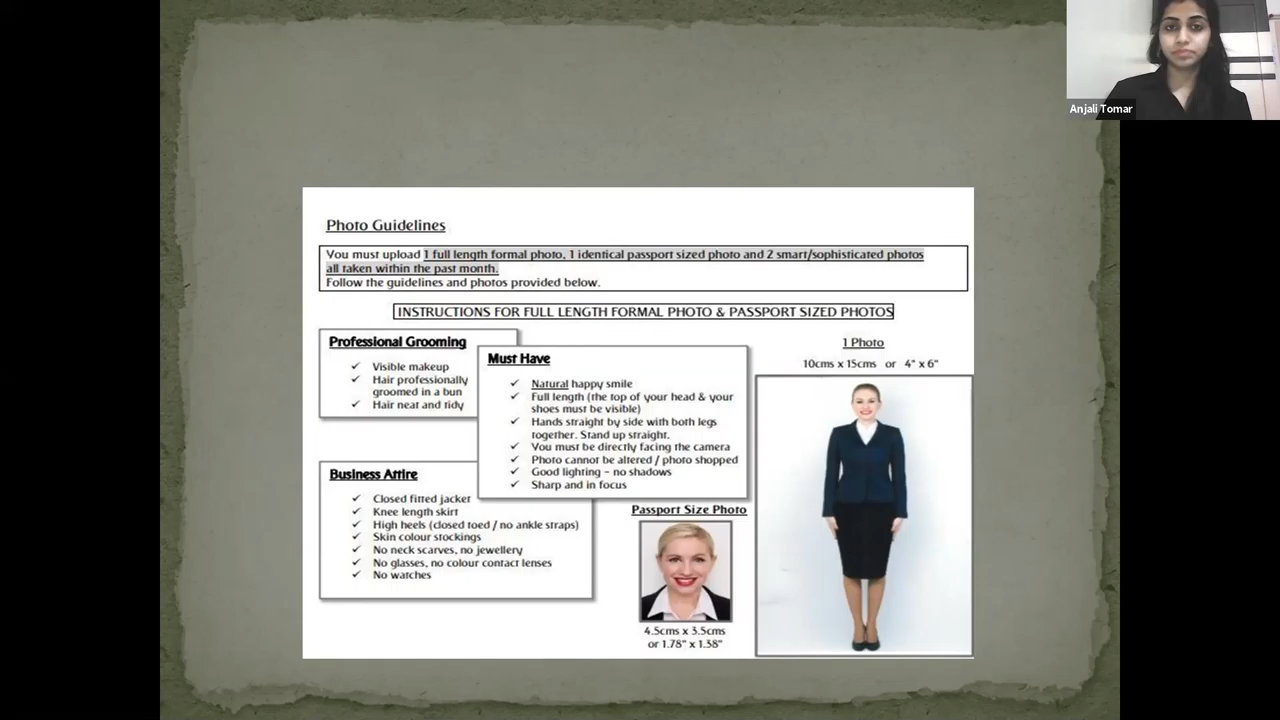 Anjali Tomar
Photo Guidelines
You must upload 1 full length formal photo, 1 identical passport sized photo and 2 smart/sophisticated photos
all taken within the past month.
Follow the guidelines and photos provided below.
INSTRUCTIONS FOR FULL LENGTH FORMAL PHOTO & PASSPORT SIZED PHOTOS
Professional Grooming
✓ Visible makeup
✓ Hair professionally
groomed in a bun
✓ Hair neat and tidy
Must Have
✓ Natural happy smile
✓ Full length (the top of your head & your
shoes must be visible)
✓ Hands straight by side with both legs
together. Stand up straight.
✓ You must be directly facing the camera
✓ Photo cannot be altered / photo shopped
✓ Good lighting – no shadows
✓ Sharp and in focus
Business Attire
✓ Closed fitted jacket
✓ Knee length skirt
✓ High heels (closed toed / no ankle straps)
✓ Skin colour stockings
✓ No neck scarves, no jewellery
✓ No glasses, no colour contact lenses
✓ No watches
Passport Size Photo
4.5cms x 3.5cms
or 1.78" x 1.38"
1 Photo
10cms x 15cms or 4" x 6"